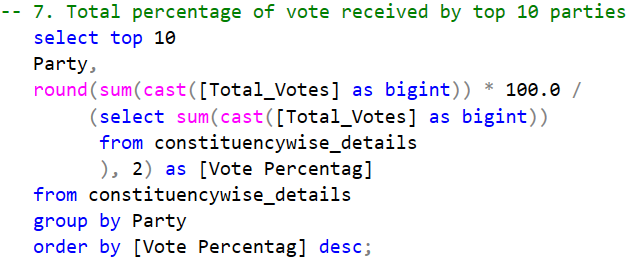 -- 7. Total percentage of vote received by top 10 parties
select top 10
Party,
round(sum(cast([Total_Votes] as bigint)) * 100.0 /
(select sum(cast([Total_Votes] as bigint))
from constituencywise_details
), 2) as [Vote Percentag]
from constituencywise_details
group by Party
order by [Vote Percentag] desc;